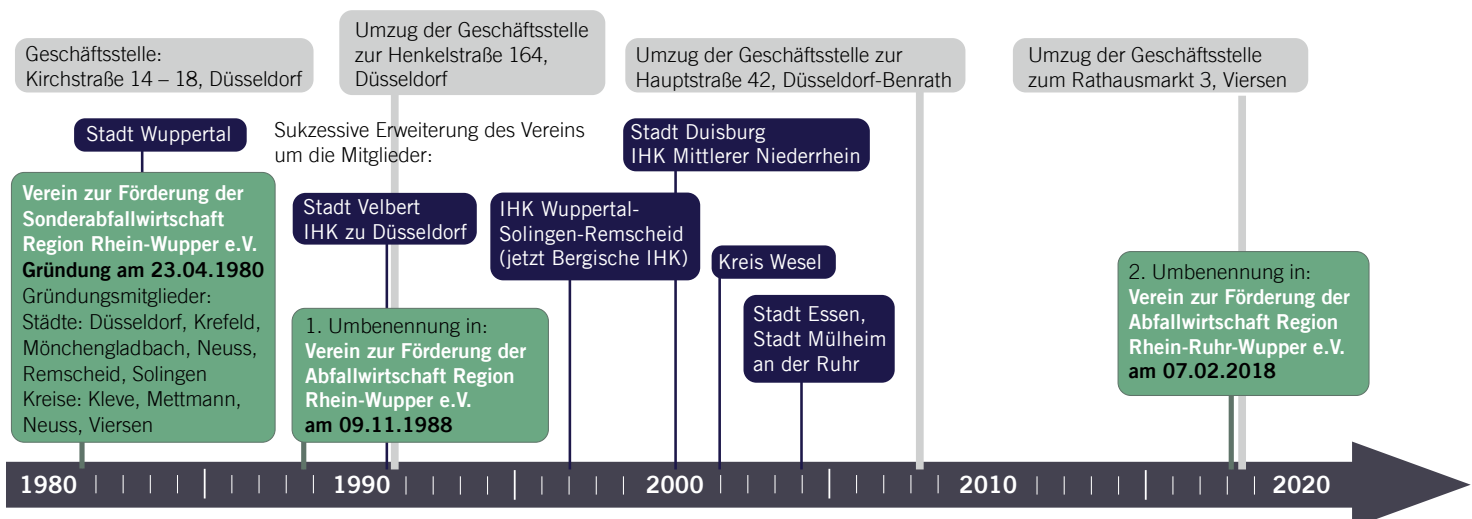 Geschäftsstelle:
Kirchstraße 14 – 18, Düsseldorf
Umzug der Geschäftsstelle
zur Henkelstraße 164,
Düsseldorf
Umzug der Geschäftsstelle zur
Hauptstraße 42, Düsseldorf-Benrath
Umzug der Geschäftsstelle
zum Rathausmarkt 3, Viersen
Stadt Wuppertal
Sukzessive Erweiterung des Vereins
um die Mitglieder:
Stadt Duisburg
IHK Mittlerer Niederrhein
Verein zur Förderung der
Sonderabfallwirtschaft
Region Rhein-Wupper e.V.
Gründung am 23.04.1980
Gründungsmitglieder:
Städte: Düsseldorf, Krefeld,
Mönchengladbach, Neuss,
Remscheid, Solingen
Kreise: Kleve, Mettmann,
Neuss, Viersen
Stadt Velbert
IHK zu Düsseldorf
IHK Wuppertal-
Solingen-Remscheid
(jetzt Bergische IHK)
Kreis Wesel
Stadt Essen,
Stadt Mülheim
an der Ruhr
1. Umbenennung in:
Verein zur Förderung der
Abfallwirtschaft Region
Rhein-Wupper e.V.
am 09.11.1988
2. Umbenennung in:
Verein zur Förderung der
Abfallwirtschaft Region
Rhein-Ruhr-Wupper e.V.
am 07.02.2018
1980 1990 2000 2010 2020